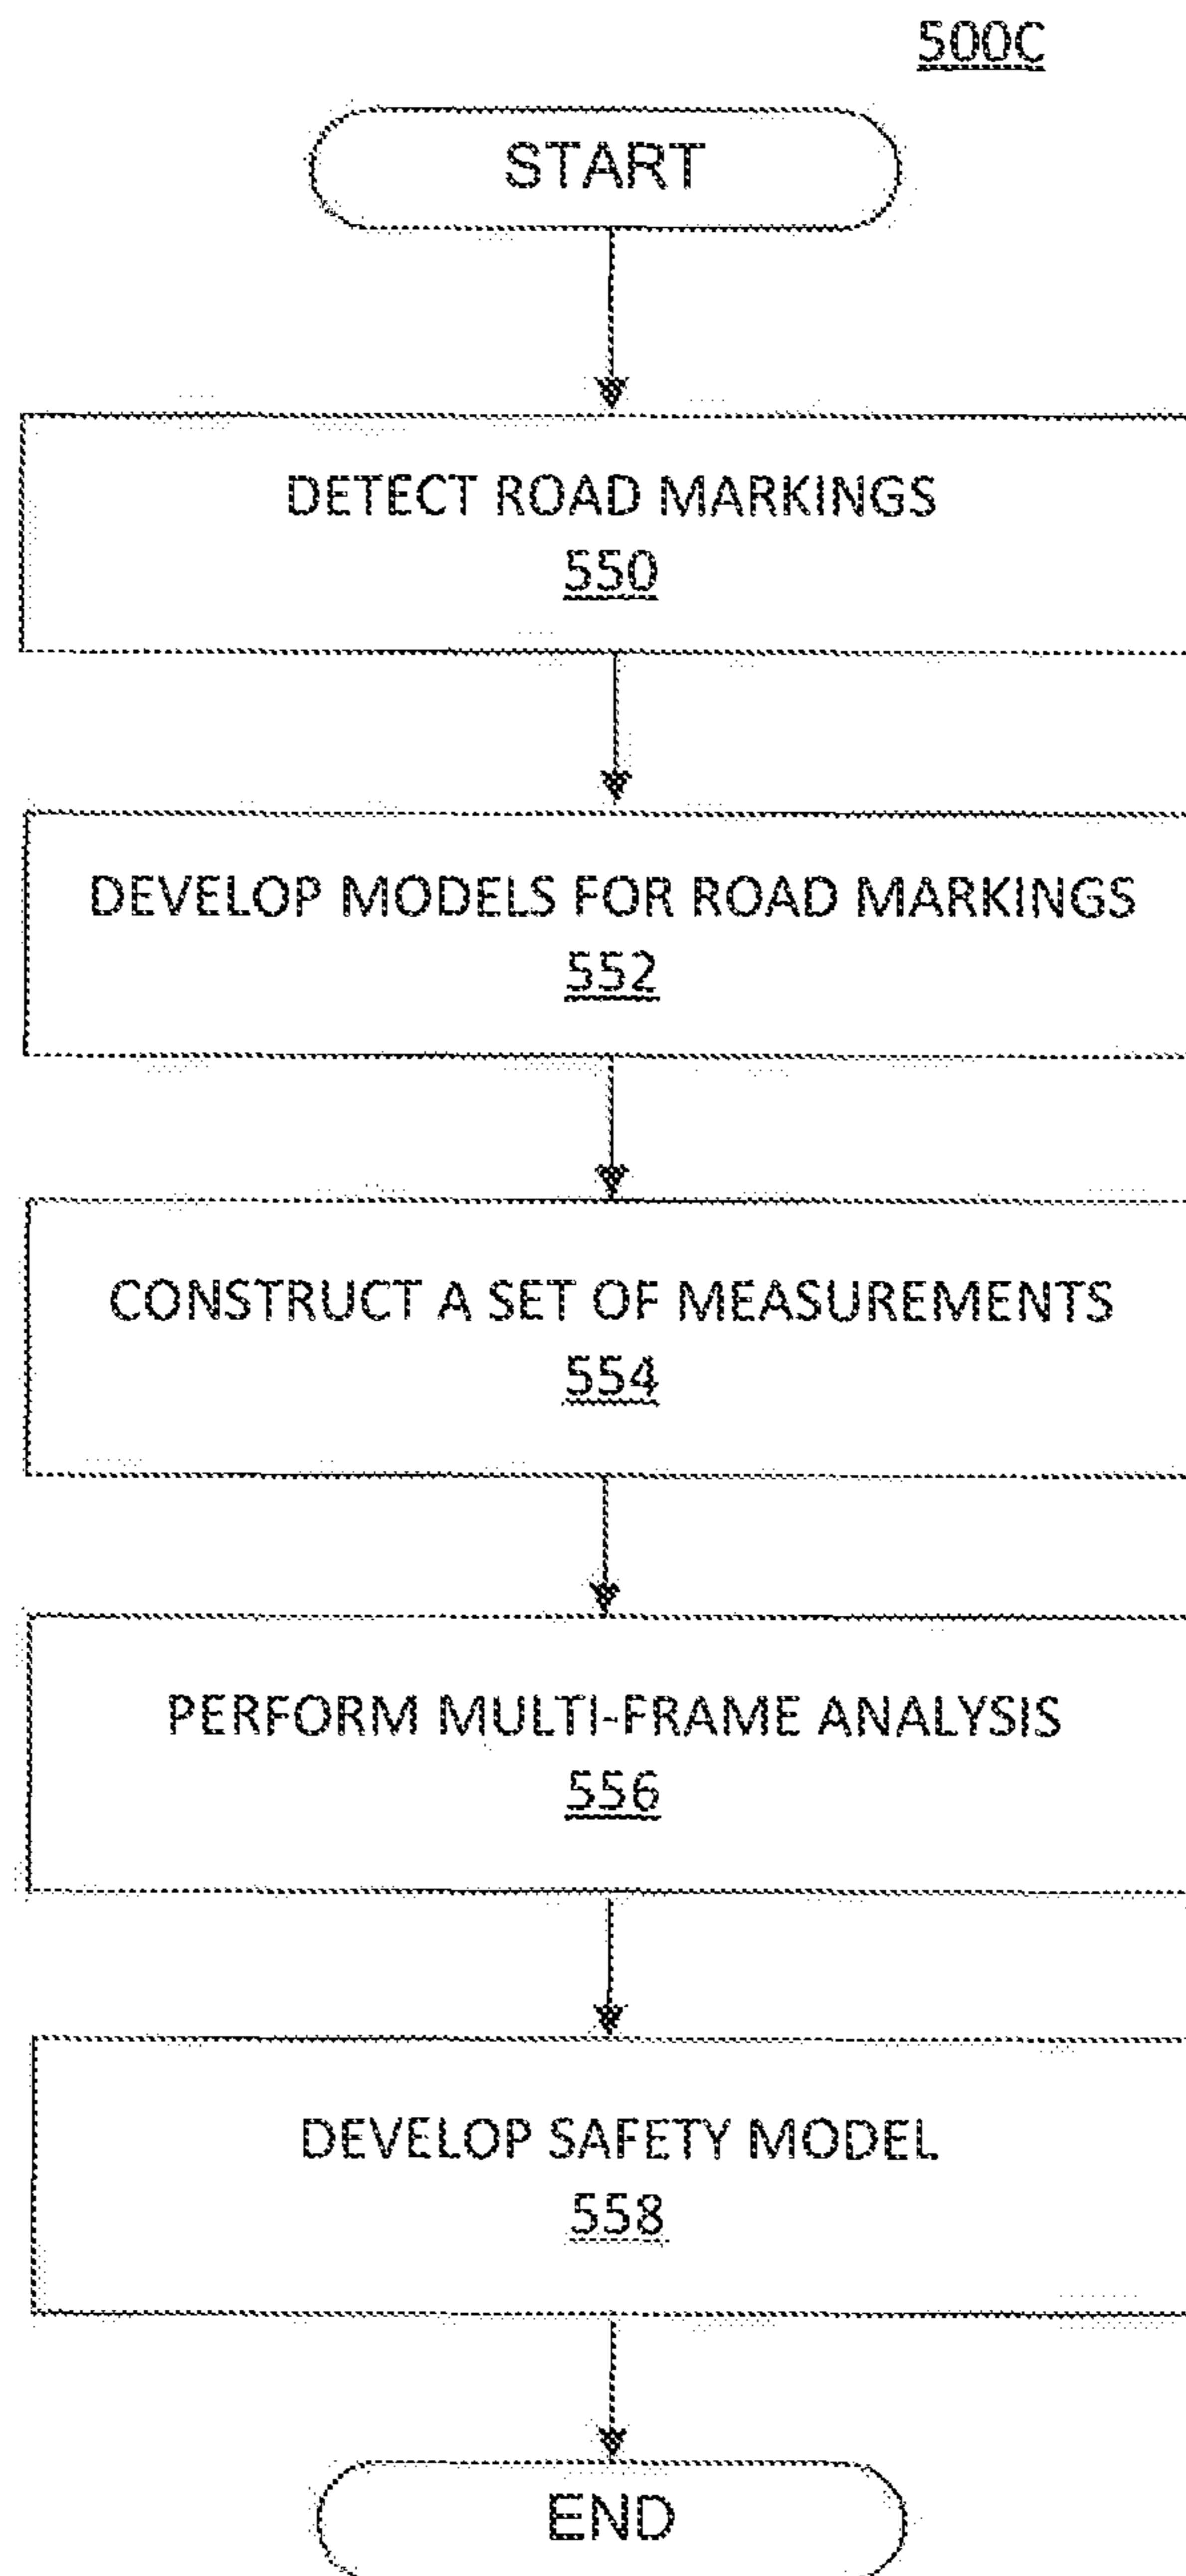 500C
START
DETECT ROAD MARKINGS
550
DEVELOP MODELS FOR ROAD MARKINGS
552
CONSTRUCT A SET OF MEASUREMENTS
554
PERFORM MULTI-FRAME ANALYSIS
556
DEVELOP SAFETY MODEL
558
END